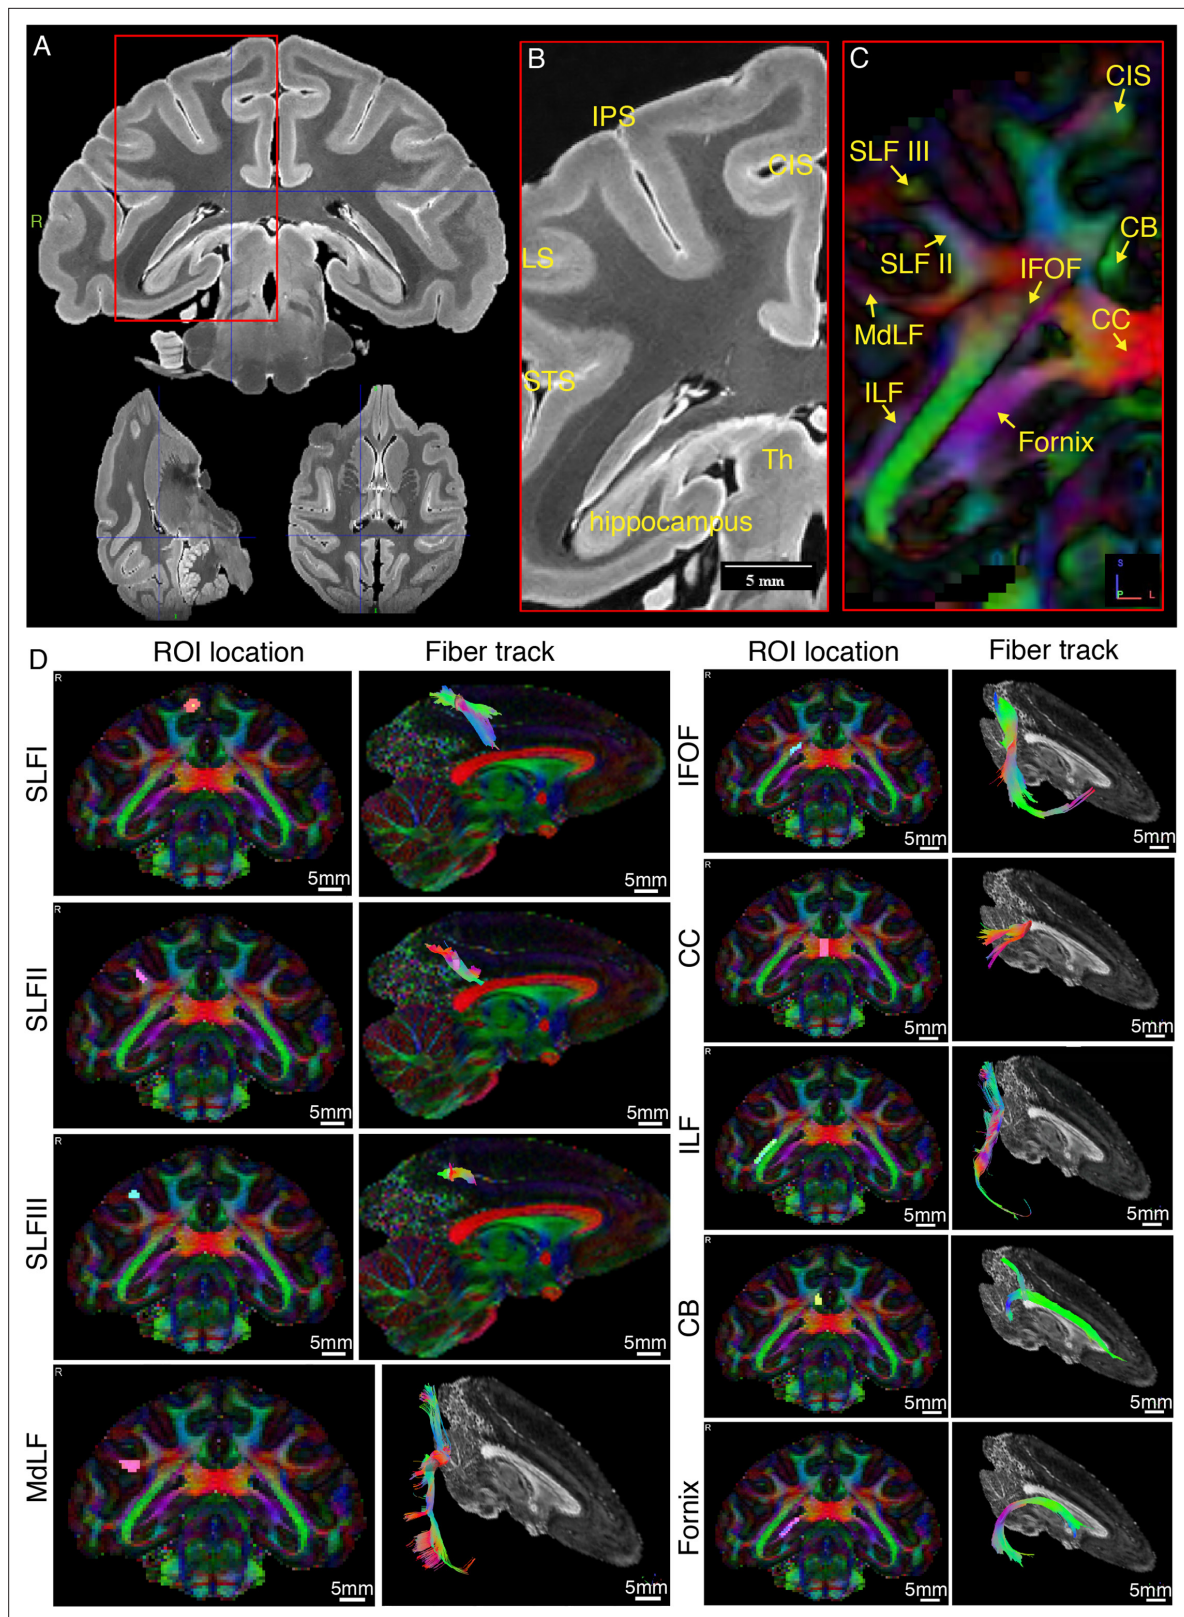 A
R
B
IPS
CIS
LS
STS
Th
hippocampus
5 mm
C
CIS
SLF III
CB
SLF II
IFOF
MdLF
CC
ILF
Fornix
S
P
L
D
ROI location
Fiber track
ROI location
Fiber track
SLFI
R
5mm
5mm
SLFII
R
5mm
5mm
SLFIII
R
5mm
5mm
MdLF
R
5mm
5mm
IFOF
R
5mm
5mm
CC
R
5mm
5mm
ILF
R
5mm
5mm
CB
R
5mm
5mm
Fornix
R
5mm
5mm